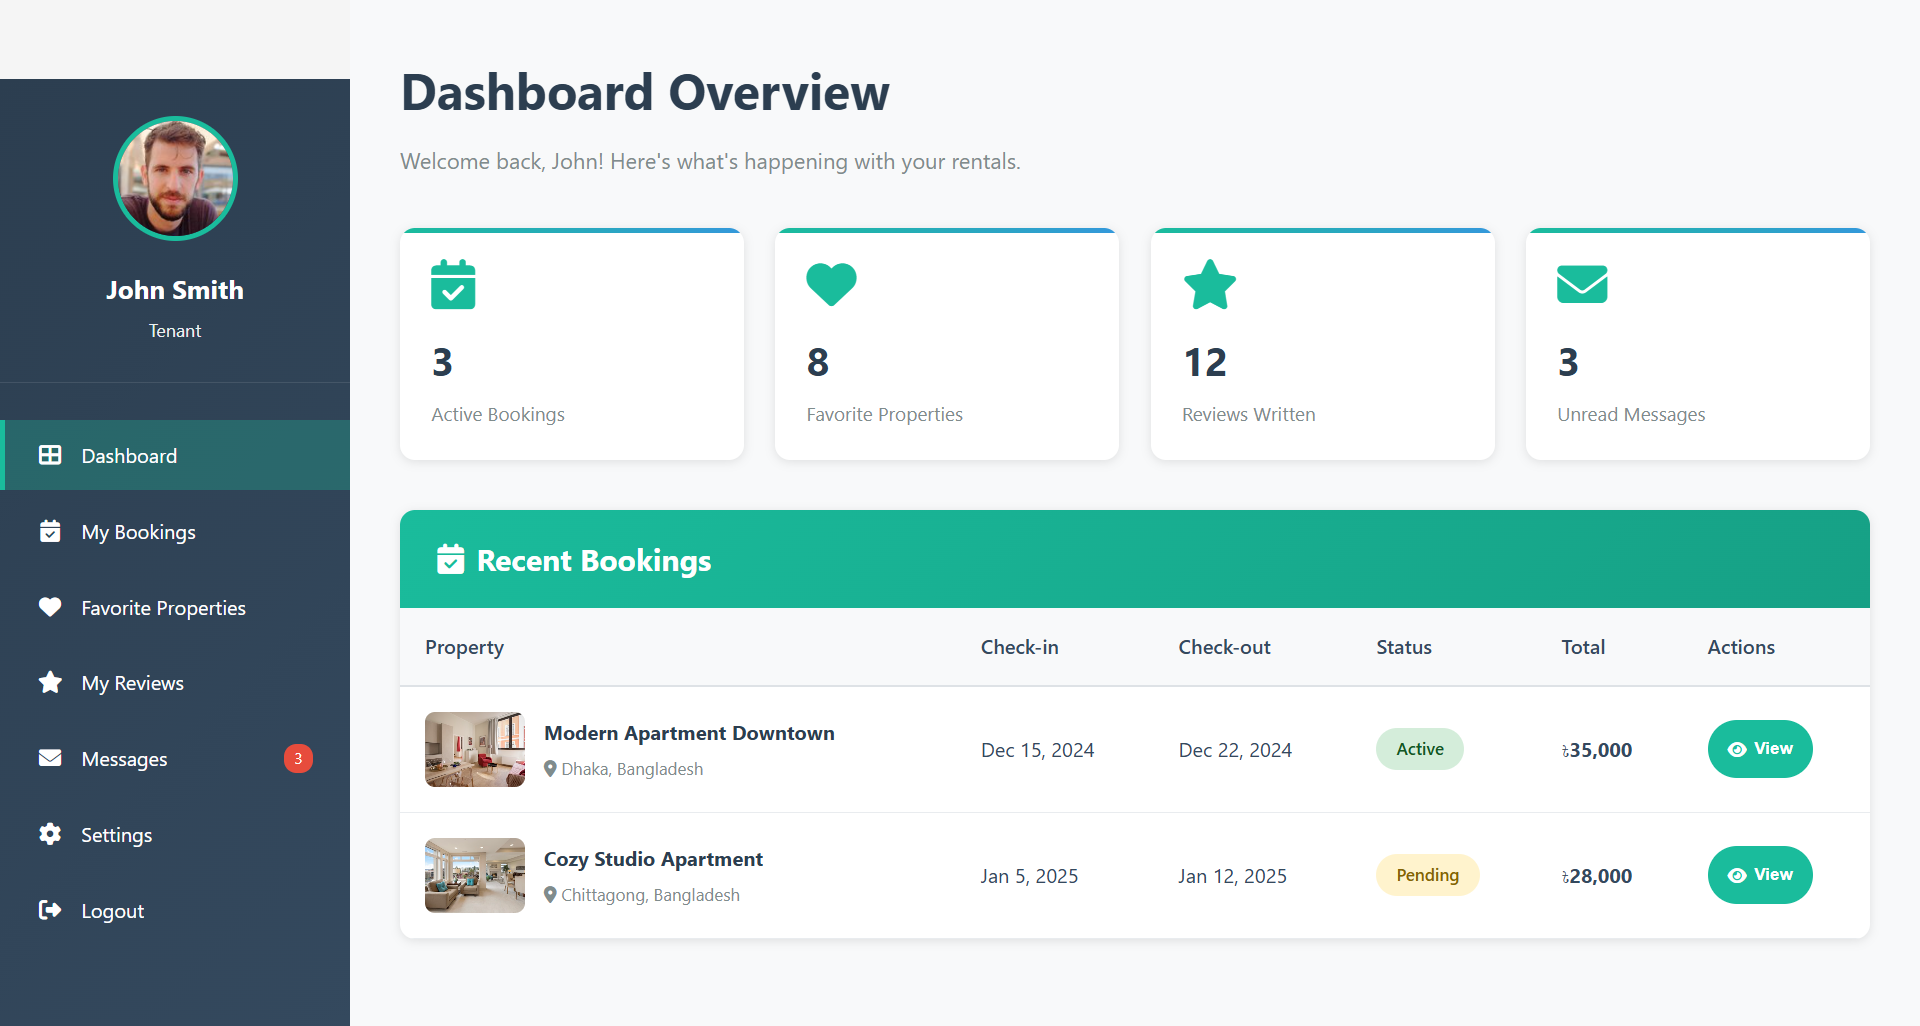 John Smith
Tenant
Dashboard
My Bookings
Favorite Properties
My Reviews
Messages 3
Settings
Logout
Dashboard Overview
Welcome back, John! Here's what's happening with your rentals.
3
Active Bookings
8
Favorite Properties
12
Reviews Written
3
Unread Messages
Recent Bookings
Property Check-in Check-out Status Total Actions
Modern Apartment Downtown
Dhaka, Bangladesh
Dec 15, 2024 Dec 22, 2024 Active ৳35,000 View
Cozy Studio Apartment
Chittagong, Bangladesh
Jan 5, 2025 Jan 12, 2025 Pending ৳28,000 View